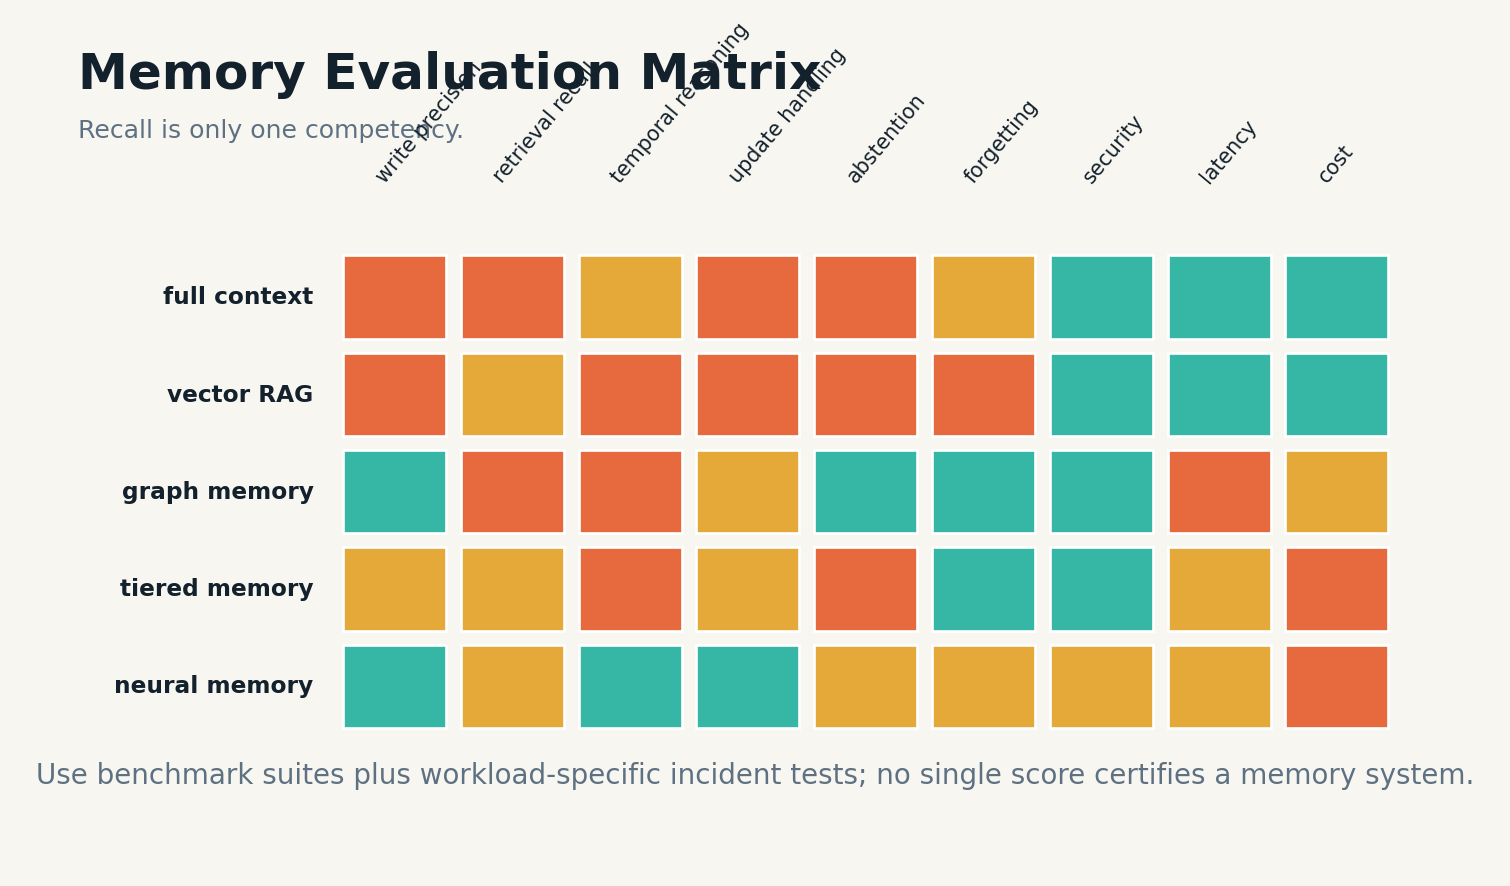 Memory Evaluation Matrix
Recall is only one competency.
write precision
retrieval recall
temporal reasoning
update handling
abstention
forgetting
security
latency
cost
full context
vector RAG
graph memory
tiered memory
neural memory
Use benchmark suites plus workload-specific incident tests; no single score certifies a memory system.